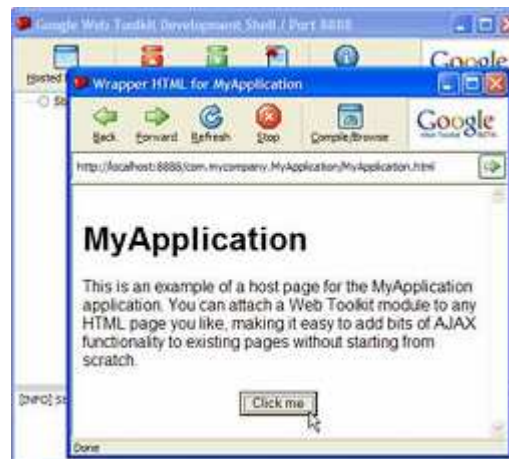 Google Web Toolkit Development Shell / Port 8888
Hosted
Google
Wrapper HTML for MyApplication
Back Forward Refresh Stop Compile/Browse
Google
http://localhost:8888/com.mycompany.MyApplication/MyApplication.html
MyApplication
This is an example of a host page for the MyApplication
application. You can attach a Web Toolkit module to any
HTML page you like, making it easy to add bits of AJAX
functionality to existing pages without starting from
scratch.
Click me
[INFO]
Done